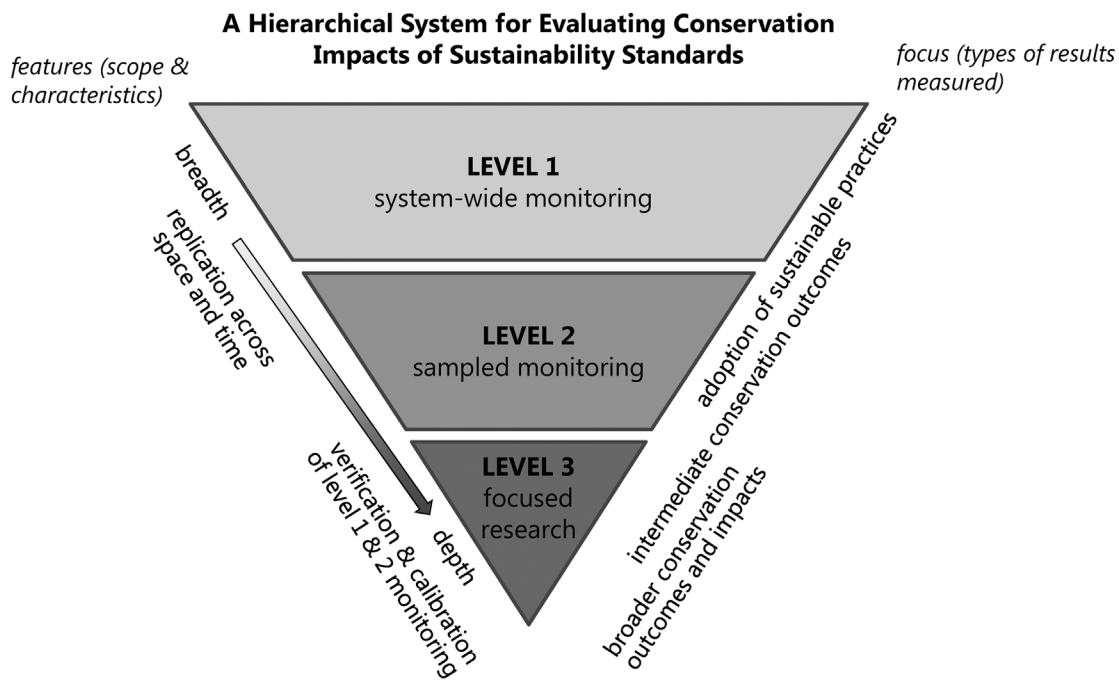 A Hierarchical System for Evaluating Conservation
Impacts of Sustainability Standards
features (scope &
characteristics)
focus (types of results
measured)
LEVEL 1
system-wide monitoring
LEVEL 2
sampled monitoring
LEVEL 3
focused
research
breadth
replication across
space and time
verification & calibration
of level 1 & 2 monitoring
depth
adoption of sustainable practices
intermediate conservation outcomes
broader conservation
outcomes and impacts